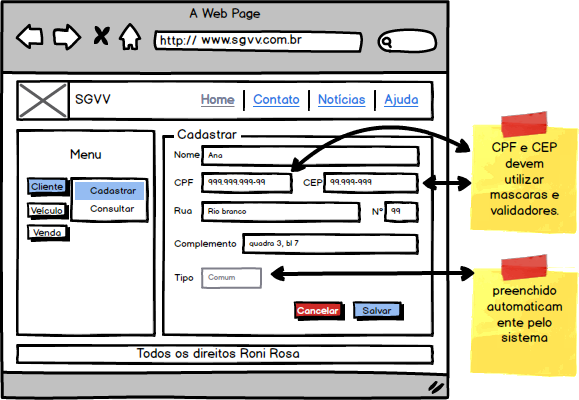 A Web Page
http:// www.sgvv.com.br
SGVV
Home Contato Notícias Ajuda
Menu
Cliente
Cadastrar
Consultar
Veículo
Venda
Cadastrar
Nome Ana
CPF 999.999.999-99 CEP 99.999-999
Rua Rio branco Nº 99
Complemento quadra 3, bl 7
Tipo Comum
Cancelar Salvar
Todos os direitos Roni Rosa
CPF e CEP
devem
utilizar
mascaras e
validadores.
preenchido
automaticam
ente pelo
sistema